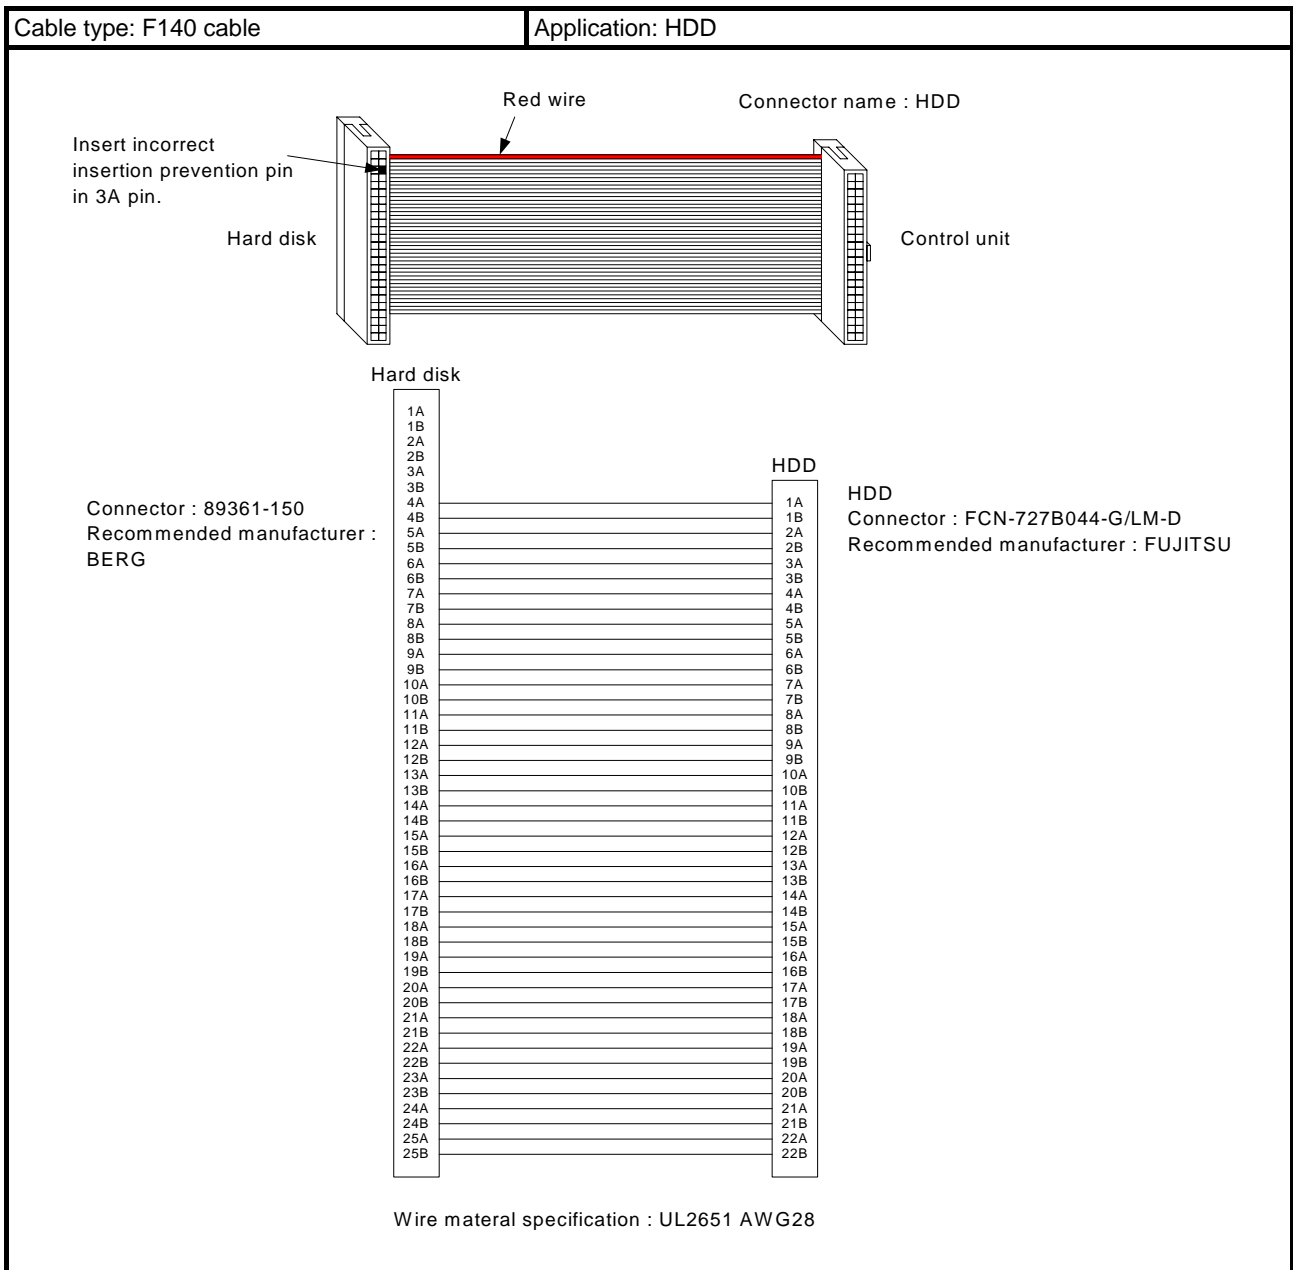 Cable type: F140 cable
Application: HDD
Red wire
Connector name : HDD
Insert incorrect
insertion prevention pin
in 3A pin.
Hard disk
Control unit
Hard disk
1A
1B
2A
2B
3A
3B
4A
4B
5A
5B
6A
6B
7A
7B
8A
8B
9A
9B
10A
10B
11A
11B
12A
12B
13A
13B
14A
14B
15A
15B
16A
16B
17A
17B
18A
18B
19A
19B
20A
20B
21A
21B
22A
22B
23A
23B
24A
24B
25A
25B
Connector : 89361-150
Recommended manufacturer :
BERG
HDD
1A
1B
2A
2B
3A
3B
4A
4B
5A
5B
6A
6B
7A
7B
8A
8B
9A
9B
10A
10B
11A
11B
12A
12B
13A
13B
14A
14B
15A
15B
16A
16B
17A
17B
18A
18B
19A
19B
20A
20B
21A
21B
22A
22B
HDD
Connector : FCN-727B044-G/LM-D
Recommended manufacturer : FUJITSU
Wire materal specification : UL2651 AWG28